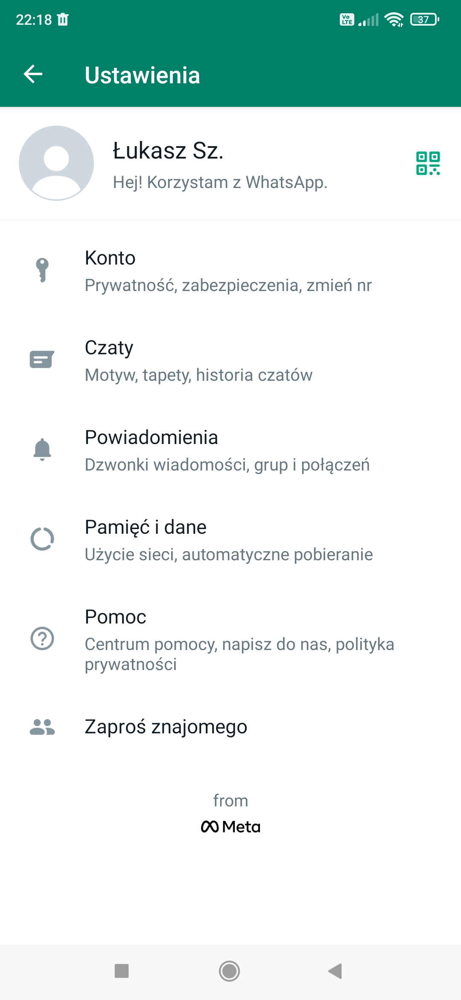 22:18
Vo LTE
37
Ustawienia
Łukasz Sz.
Hej! Korzystam z WhatsApp.
Konto
Prywatność, zabezpieczenia, zmień nr
Czaty
Motyw, tapety, historia czatów
Powiadomienia
Dzwonki wiadomości, grup i połączeń
Pamięć i dane
Użycie sieci, automatyczne pobieranie
Pomoc
Centrum pomocy, napisz do nas, polityka
prywatności
Zaproś znajomego
from
Meta